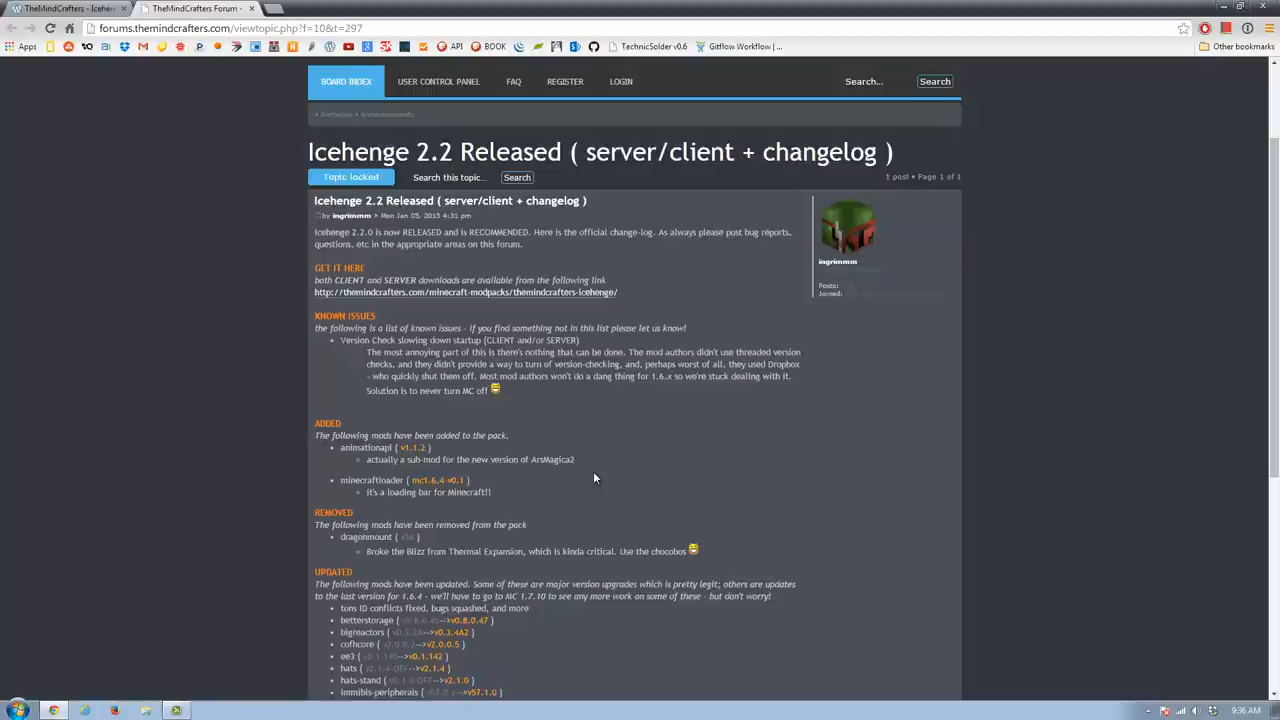 TheMindCrafters - Iceheng
TheMindCrafters Forum -
forums.themindcrafters.com/viewtopic.php?f=10&t=297
Apps
API
BOOK
TechnicSolder v0.6
Gitflow Workflow | ...
Other bookmarks
BOARD INDEX
USER CONTROL PANEL
FAQ
REGISTER
LOGIN
Search...
Search
Icehenge 2.2 Released ( server/client + changelog )
Topic locked
Search this topic...
Search
1 post • Page 1 of 1
Icehenge 2.2 Released ( server/client + changelog )
by ingrimmm » Mon Jan 05, 2015 4:31 pm
Icehenge 2.2.0 is now RELEASED and is RECOMMENDED. Here is the official change-log. As always please post bug reports,
questions, etc in the appropriate areas on this forum.
ingrimmm
Posts:
Joined:
GET IT HERE
both CLIENT and SERVER downloads are available from the following link
http://themindcrafters.com/minecraft-modpacks/themindcrafters-icehenge/
KNOWN ISSUES
the following is a list of known issues - if you find something not in this list please let us know!
• Version Check slowing down startup (CLIENT and/or SERVER)
The most annoying part of this is there's nothing that can be done. The mod authors didn't use threaded version
checks, and they didn't provide a way to turn of version-checking, and, perhaps worst of all, they used Dropbox
- who quickly shut them off. Most mod authors won't do a dang thing for 1.6.x so we're stuck dealing with it.
Solution is to never turn MC off
ADDED
The following mods have been added to the pack.
• animationapi ( v1.1.2 )
actually a sub-mod for the new version of ArsMagica2
• minecraftloader ( mc1.6.4-v0.1 )
it's a loading bar for Minecraft!!
REMOVED
The following mods have been removed from the pack
• dragonmount ( v36 )
Broke the Blizz from Thermal Expansion, which is kinda critical. Use the chocobos
UPDATED
The following mods have been updated. Some of these are major version upgrades which is pretty legit; others are updates
to the last version for 1.6.4 - we'll have to go to MC 1.7.10 to see any more work on some of these - but don't worry!
• tons ID conflicts fixed, bugs squashed, and more
• betterstorage ( -->v0.8.0.47 )
• bigreactors ( -->v0.3.4A2 )
• cofhcore ( -->v2.0.0.5 )
• ee3 ( -->v0.1.142 )
• hats ( v2.1.4-OFF-->v2.1.4 )
• hats-stand ( v2.1.0-OFF-->v2.1.0 )
• immibis-peripherals ( -->v57.1.0 )
9:36 AM